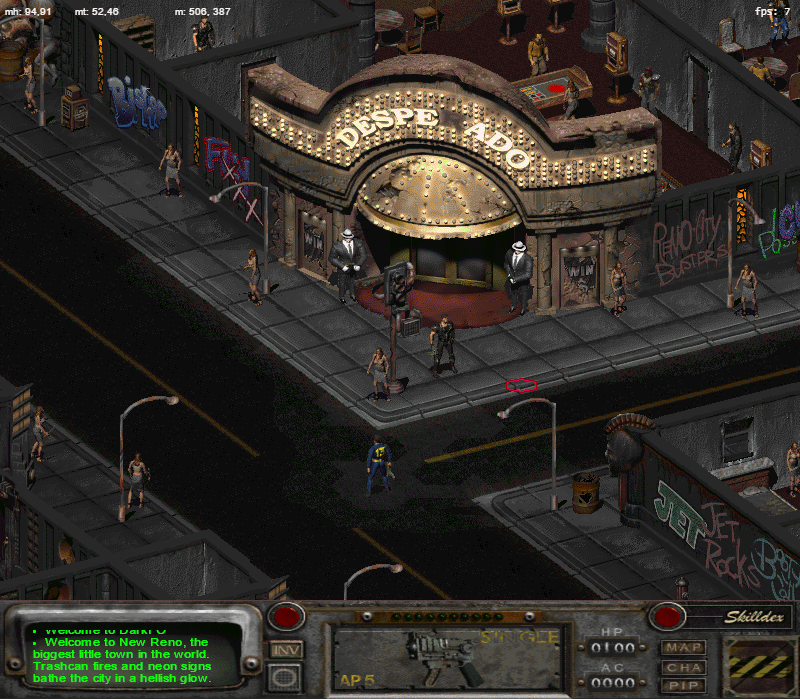 mh: 94,91 mt: 52,46 m: 506, 387 fps: 7
DESPE ADO
RENO CITY
BUSTERS
WIN
JET
JET
ROCKS
13
• Welcome to New Reno, the
biggest little town in the world.
Trashcan fires and neon signs
bathe the city in a hellish glow.
INV
SINGLE
AP 5
HP
0100
AC
0000
Skilldex
MAP
CHA
PIP